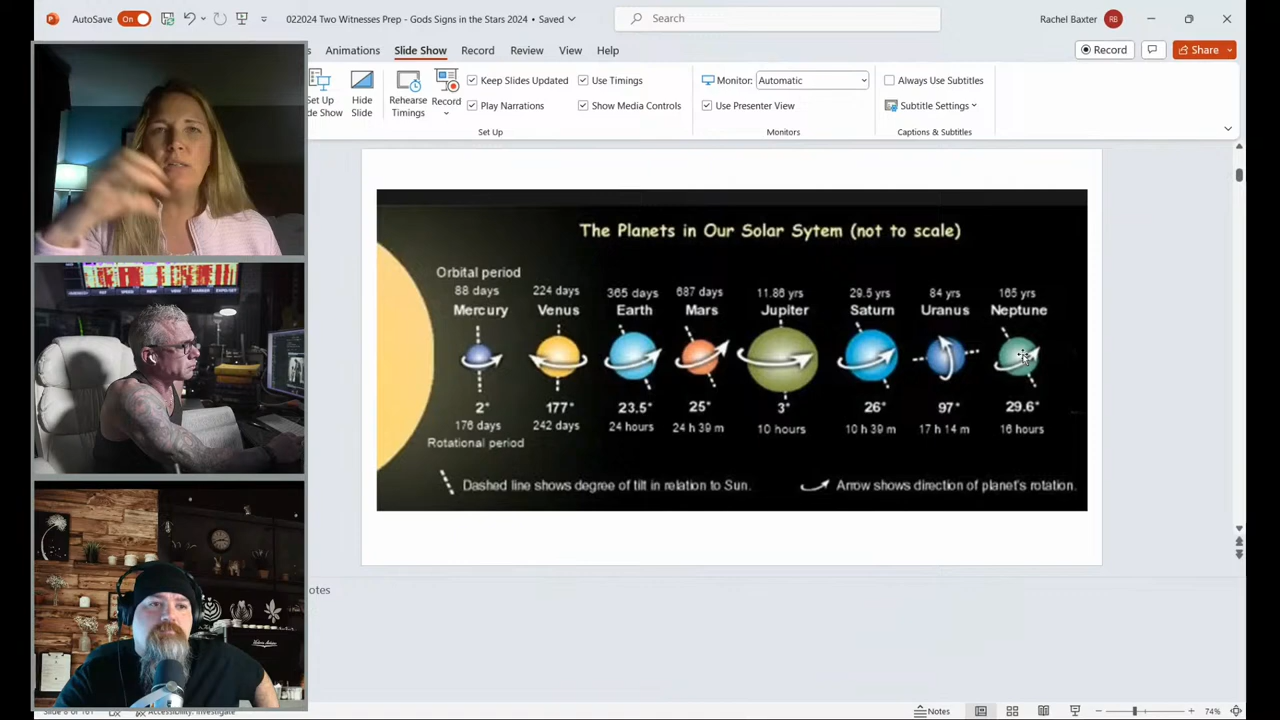 AutoSave On
022024 Two Witnesses Prep - Gods Signs in the Stars 2024 • Saved
Search
Rachel Baxter RB
Animations Slide Show Record Review View Help
Record
Share
Set Up
Hide Slide
Rehearse Timings
Record
Keep Slides Updated
Use Timings
Play Narrations
Show Media Controls
Monitor: Automatic
Use Presenter View
Always Use Subtitles
Subtitle Settings
Set Up
Monitors
Captions & Subtitles
The Planets in Our Solar Sytem (not to scale)
Orbital period
88 days 224 days 365 days 687 days 11.86 yrs 29.5 yrs 84 yrs 165 yrs
Mercury Venus Earth Mars Jupiter Saturn Uranus Neptune
2° 177° 23.5° 25° 3° 26° 97° 29.6°
176 days 242 days 24 hours 24 h 39 m 10 hours 10 h 39 m 17 h 14 m 16 hours
Rotational period
Dashed line shows degree of tilt in relation to Sun.
Arrow shows direction of planet's rotation.
otes
Slide 8 of 161
Accessibility: Investigate
Notes
74%